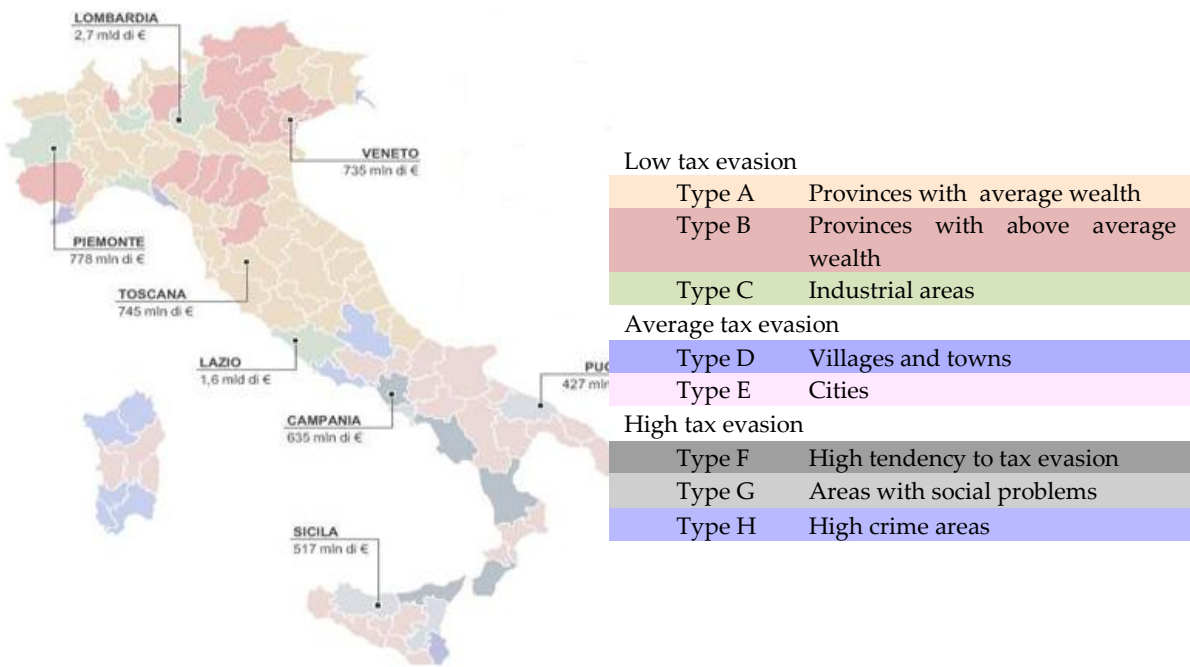 LOMBARDIA
2,7 mld di €
VENETO
735 mln di €
PIEMONTE
778 mln di €
TOSCANA
745 mln di €
LAZIO
1,6 mld di €
PUG
427 mln
CAMPANIA
635 mln di €
SICILA
517 mln di €
Low tax evasion
Type A Provinces with average wealth
Type B Provinces with above average
wealth
Type C Industrial areas
Average tax evasion
Type D Villages and towns
Type E Cities
High tax evasion
Type F High tendency to tax evasion
Type G Areas with social problems
Type H High crime areas